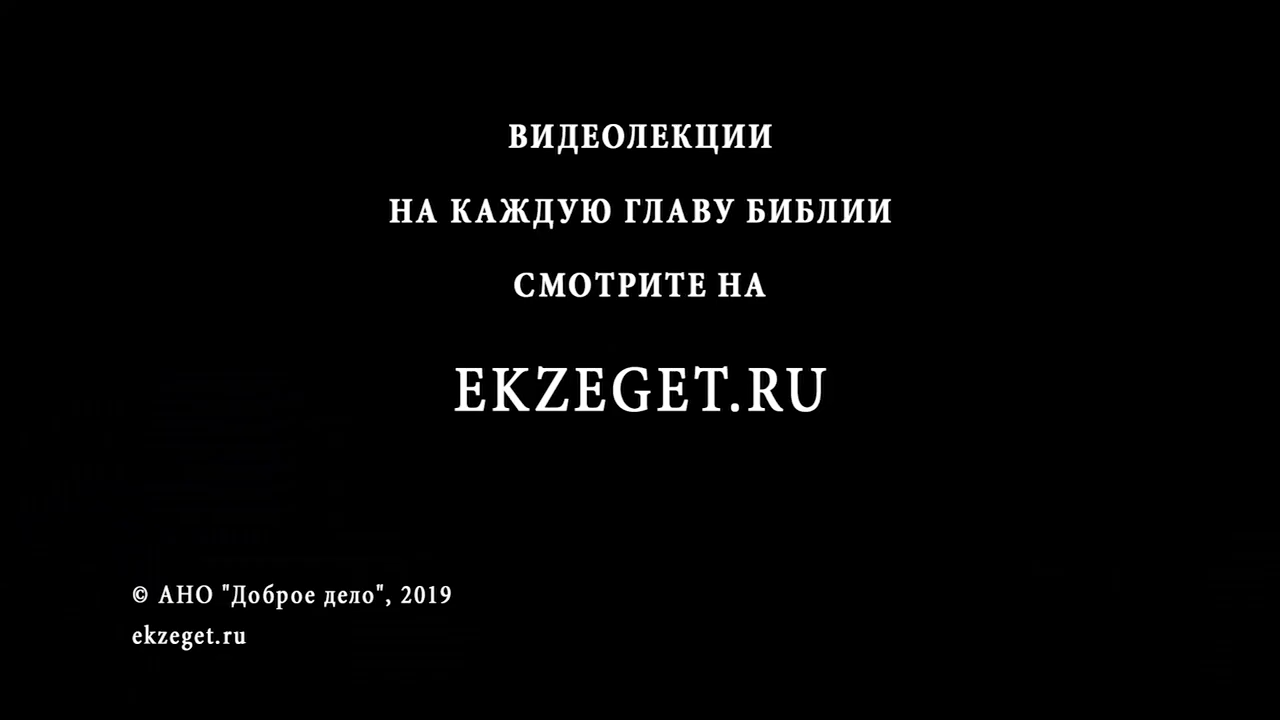 ВИДЕОЛЕКЦИИ
НА КАЖДУЮ ГЛАВУ БИБЛИИ
СМОТРИТЕ НА
EKZEGET.RU
© АНО "Доброе дело", 2019
ekzeget.ru